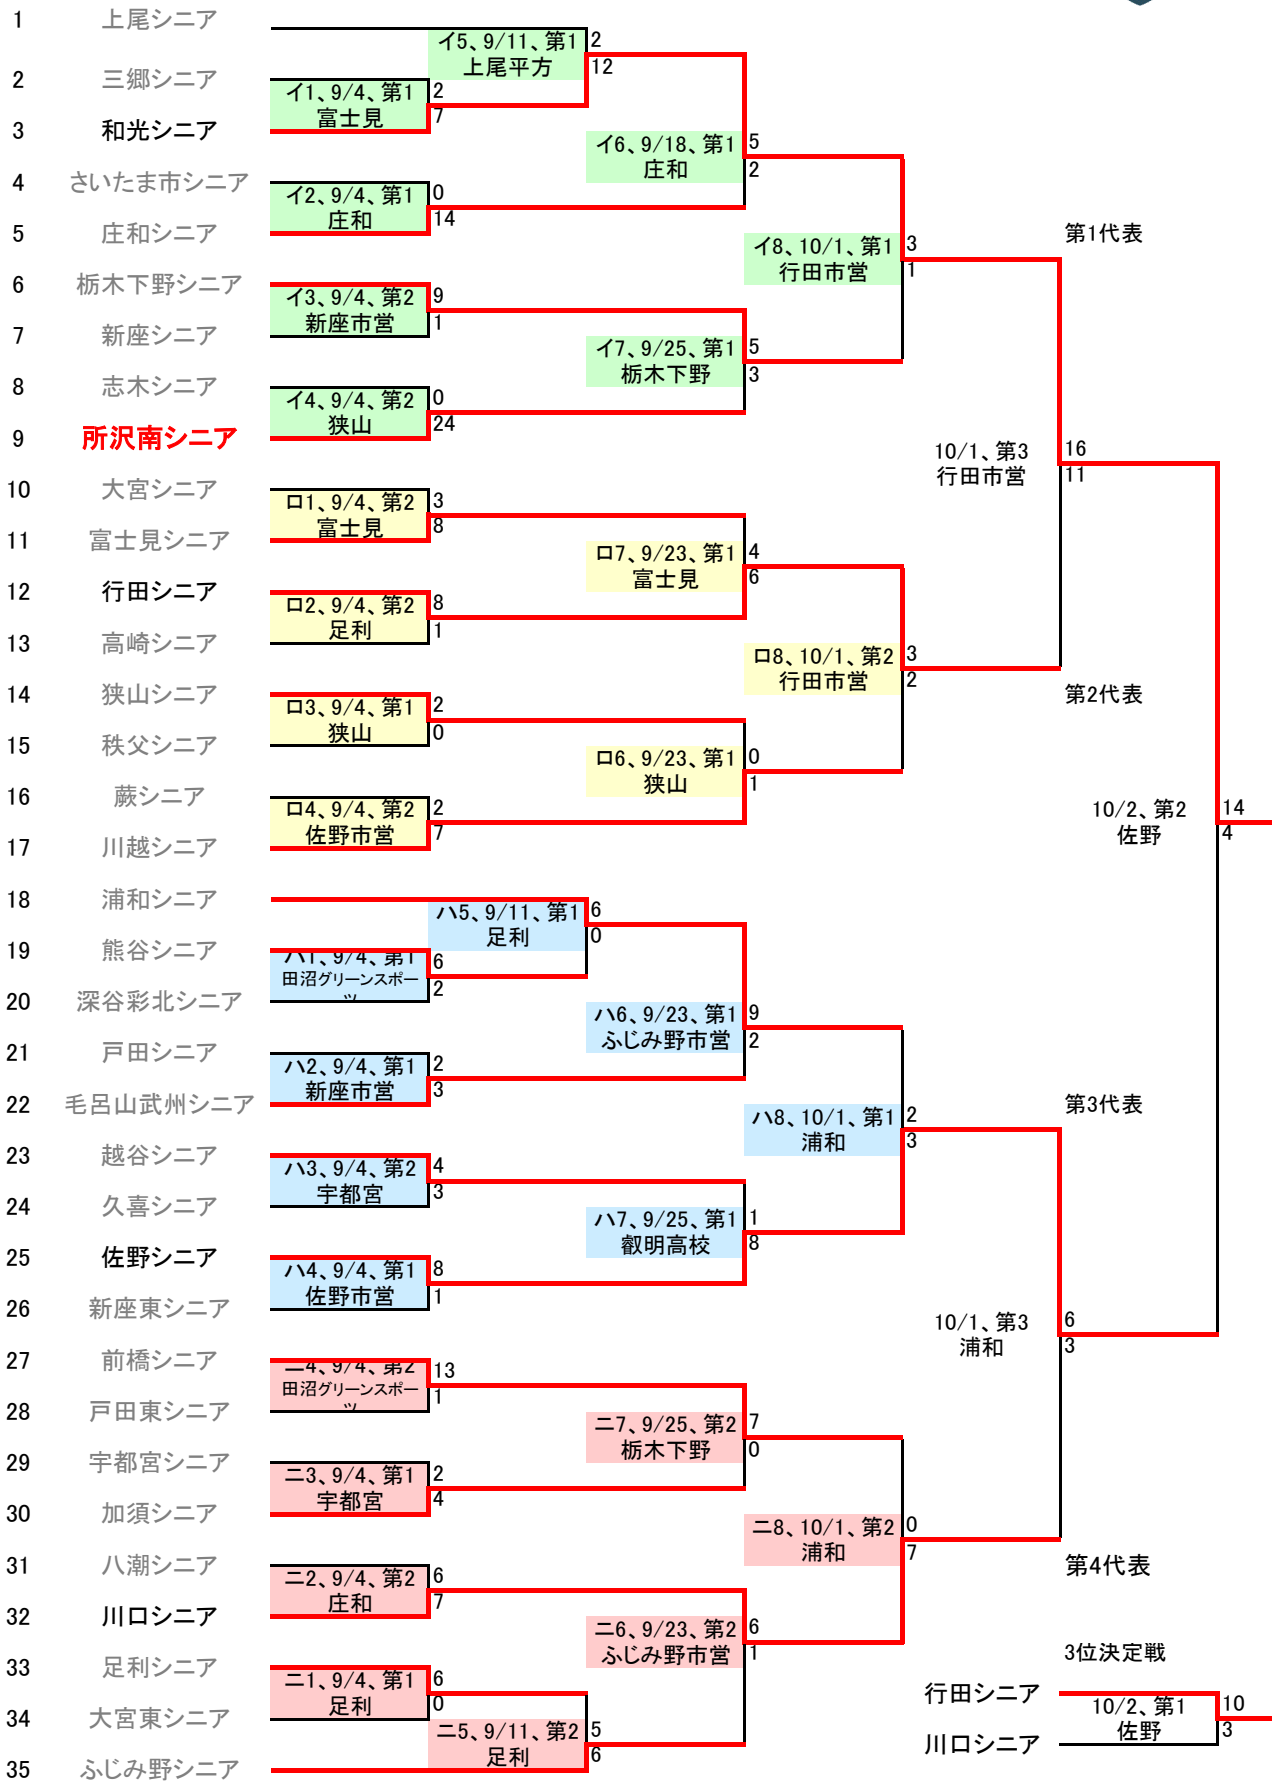 1 上尾シニア
イ5、9/11、第1 2
上尾平方 12
2 三郷シニア
イ1、9/4、第1 2
富士見 7
3 和光シニア
イ6、9/18、第1 5
庄和 2
4 さいたま市シニア
イ2、9/4、第1 0
庄和 14
5 庄和シニア
第1代表
イ8、10/1、第1 3
行田市営 1
6 栃木下野シニア
イ3、9/4、第2 9
新座市営 1
7 新座シニア
イ7、9/25、第1 5
栃木下野 3
8 志木シニア
イ4、9/4、第2 0
狭山 24
9 所沢南シニア
10/1、第3 16
行田市営 11
10 大宮シニア
ロ1、9/4、第2 3
富士見 8
11 富士見シニア
ロ7、9/23、第1 4
富士見 6
12 行田シニア
ロ2、9/4、第2 8
足利 1
13 高崎シニア
ロ8、10/1、第2 3
行田市営 2
14 狭山シニア
第2代表
ロ3、9/4、第1 2
狭山 0
15 秩父シニア
ロ6、9/23、第1 0
狭山 1
16 蕨シニア
ロ4、9/4、第2 2
佐野市営 7
10/2、第2 14
佐野 4
17 川越シニア
18 浦和シニア
ハ5、9/11、第1 6
足利 0
19 熊谷シニア
ハ1、9/4、第1 6
田沼グリーンスポー 2
ツ
20 深谷彩北シニア
ハ6、9/23、第1 9
ふじみ野市営 2
21 戸田シニア
ハ2、9/4、第1 2
新座市営 3
22 毛呂山武州シニア
第3代表
ハ8、10/1、第1 2
浦和 3
23 越谷シニア
ハ3、9/4、第2 4
宇都宮 3
24 久喜シニア
ハ7、9/25、第1 1
叡明高校 8
25 佐野シニア
ハ4、9/4、第1 8
佐野市営 1
26 新座東シニア
10/1、第3 6
浦和 3
27 前橋シニア
ニ4、9/4、第2 13
田沼グリーンスポー 1
ツ
28 戸田東シニア
ニ7、9/25、第2 7
栃木下野 0
29 宇都宮シニア
ニ3、9/4、第1 2
宇都宮 4
30 加須シニア
ニ8、10/1、第2 0
浦和 7
31 八潮シニア
第4代表
ニ2、9/4、第2 6
庄和 7
32 川口シニア
ニ6、9/23、第2 6
ふじみ野市営 1
33 足利シニア
3位決定戦
ニ1、9/4、第1 6
足利 0
行田シニア
10/2、第1 10
佐野 3
川口シニア
34 大宮東シニア
ニ5、9/11、第2 5
足利 6
35 ふじみ野シニア